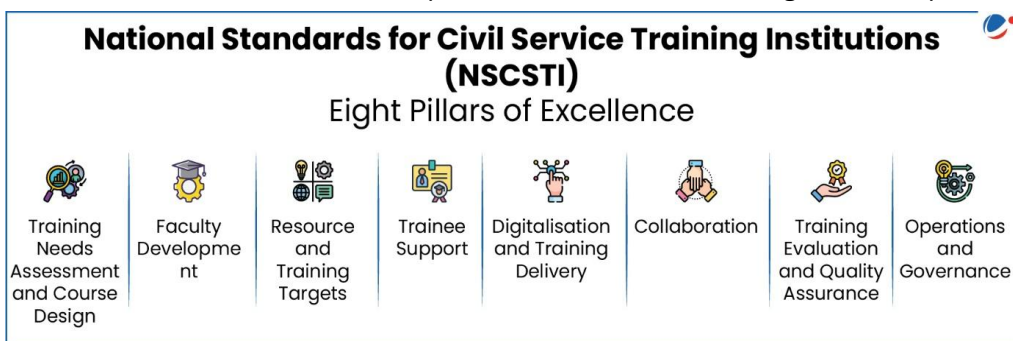 National Standards for Civil Service Training Institutions
(NSCSTI)
Eight Pillars of Excellence
Training
Needs
Assessment
and Course
Design
Faculty
Developme
nt
Resource
and
Training
Targets
Trainee
Support
Digitalisation
and Training
Delivery
Collaboration
Training
Evaluation
and Quality
Assurance
Operations
and
Governance